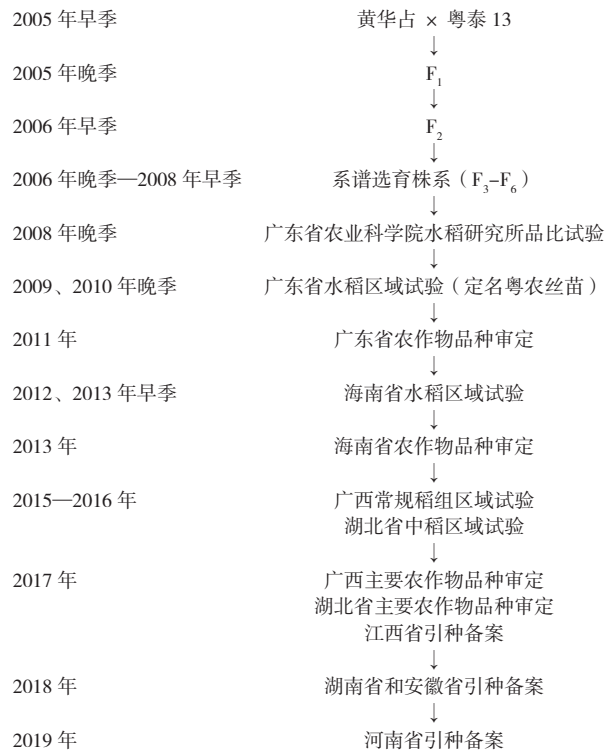 2005 年早季 黄华占 × 粤泰 13
↓
2005 年晚季 F₁
↓
2006 年早季 F₂
↓
2006 年晚季—2008 年早季 系谱选育株系（F₃–F₆）
↓
2008 年晚季 广东省农业科学院水稻研究所品比试验
↓
2009、2010 年晚季 广东省水稻区域试验（定名粤农丝苗）
↓
2011 年 广东省农作物品种审定
↓
2012、2013 年早季 海南省水稻区域试验
↓
2013 年 海南省农作物品种审定
↓
2015—2016 年 广西常规稻组区域试验
湖北省中稻区域试验
↓
2017 年 广西主要农作物品种审定
湖北省主要农作物品种审定
江西省引种备案
↓
2018 年 湖南省和安徽省引种备案
↓
2019 年 河南省引种备案